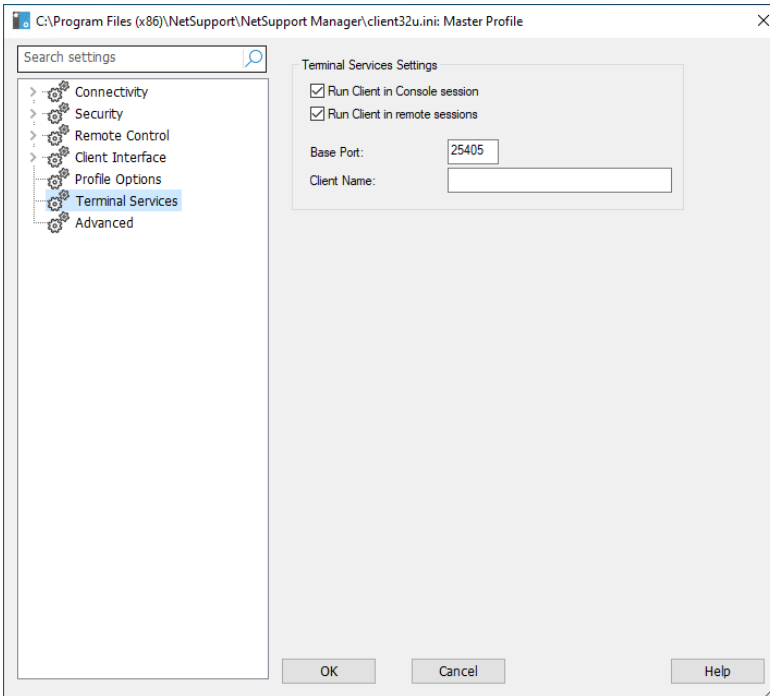 C:\Program Files (x86)\NetSupport\NetSupport Manager\client32u.ini: Master Profile
Search settings
Connectivity
Security
Remote Control
Client Interface
Profile Options
Terminal Services
Advanced
Terminal Services Settings
Run Client in Console session
Run Client in remote sessions
Base Port: 25405
Client Name:
OK Cancel Help